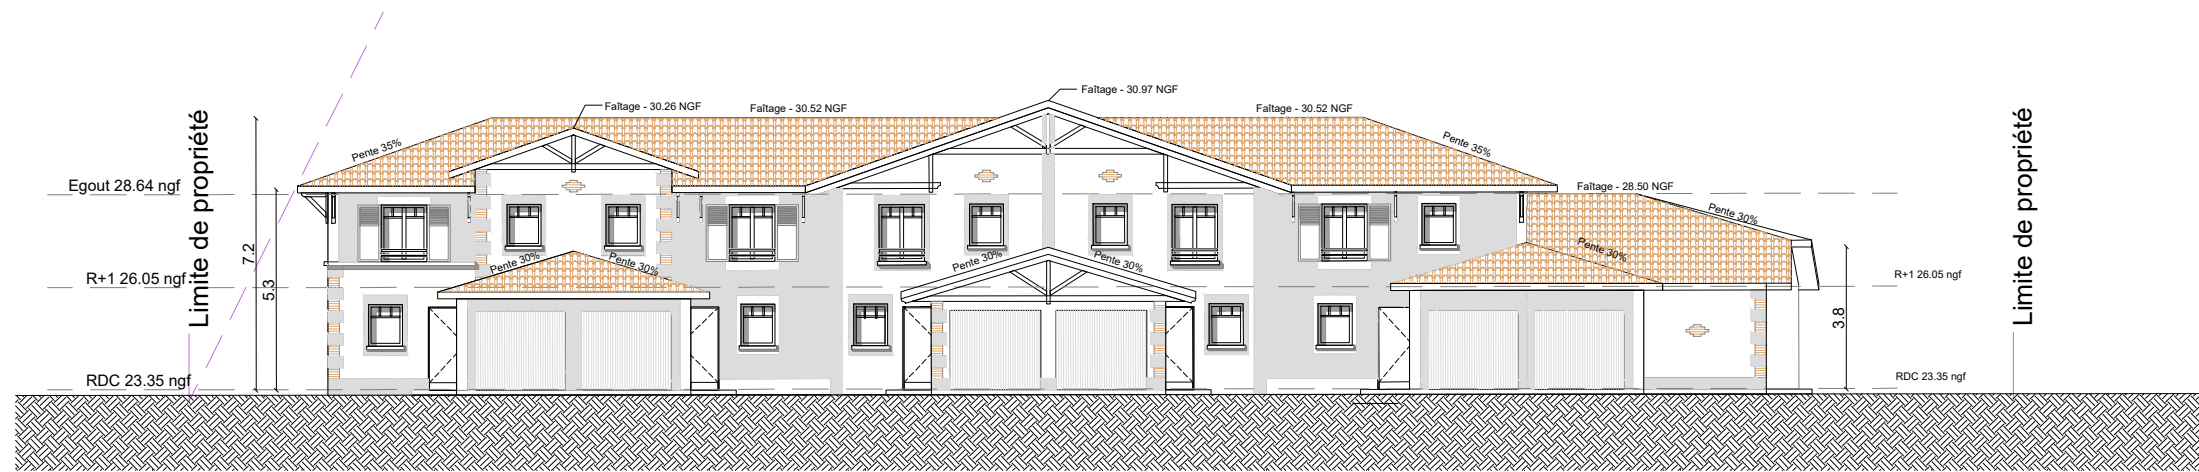 Faîtage - 30.97 NGF
Faîtage - 30.26 NGF
Faîtage - 30.52 NGF
Faîtage - 30.52 NGF
Pente 35%
Pente 35%
Limite de propriété
Limite de propriété
Egout 28.64 ngf
Faîtage - 28.50 NGF
Pente 30%
7.2
5.3
Pente 30%
Pente 30%
Pente 30%
Pente 30%
Pente 30%
R+1 26.05 ngf
R+1 26.05 ngf
3.8
RDC 23.35 ngf
RDC 23.35 ngf